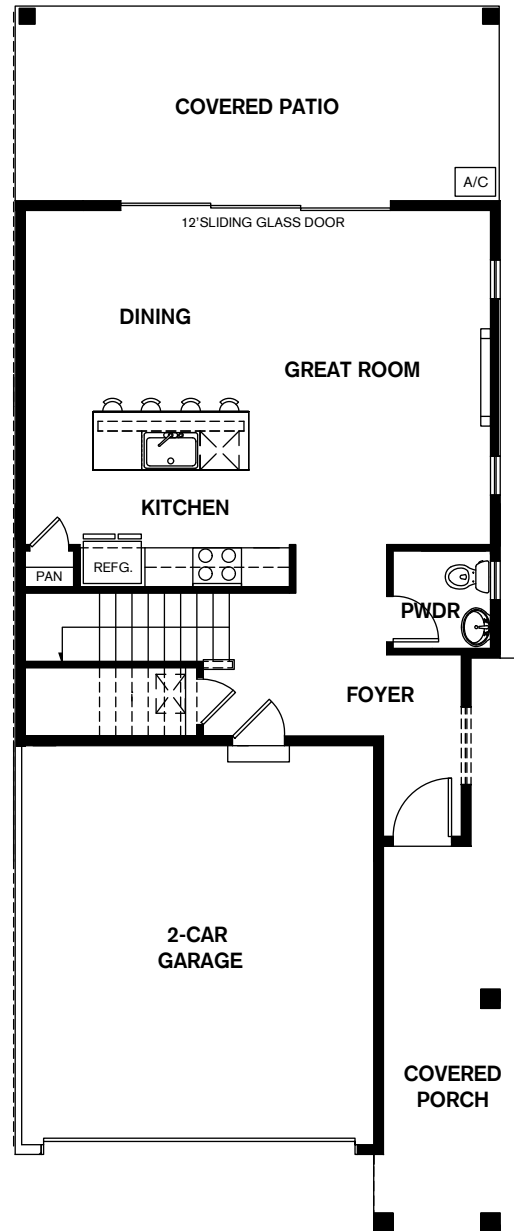 COVERED PATIO
A/C
12'SLIDING GLASS DOOR
DINING
GREAT ROOM
KITCHEN
PAN
REFG.
PWDR
FOYER
2-CAR
GARAGE
COVERED
PORCH